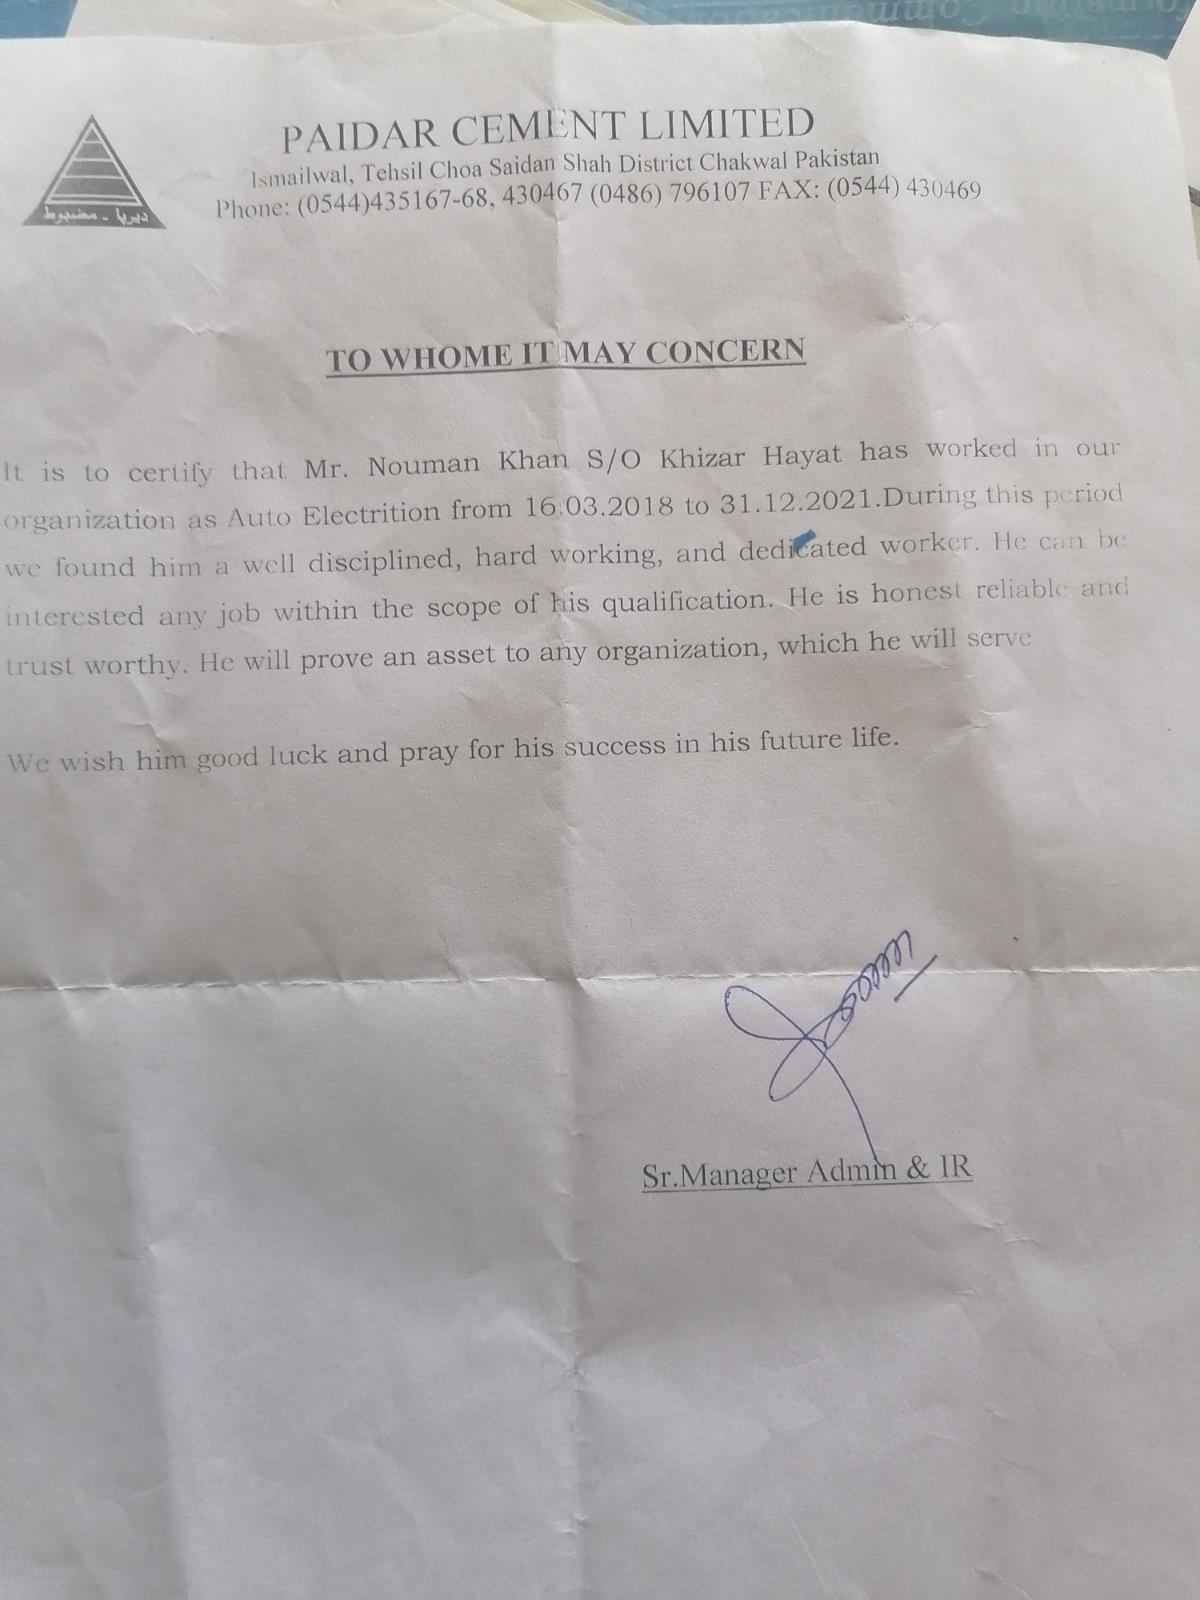 PAIDAR CEMENT LIMITED
Ismailwal, Tehsil Choa Saidan Shah District Chakwal Pakistan
Phone: (0544)435167-68, 430467 (0486) 796107 FAX: (0544) 430469
دیرپا - مضبوط
TO WHOME IT MAY CONCERN
It is to certify that Mr. Nouman Khan S/O Khizar Hayat has worked in our
organization as Auto Electrition from 16.03.2018 to 31.12.2021.During this period
we found him a well disciplined, hard working, and dedicated worker. He can be
interested any job within the scope of his qualification. He is honest reliable and
trust worthy. He will prove an asset to any organization, which he will serve
We wish him good luck and pray for his success in his future life.
Sr.Manager Admin & IR